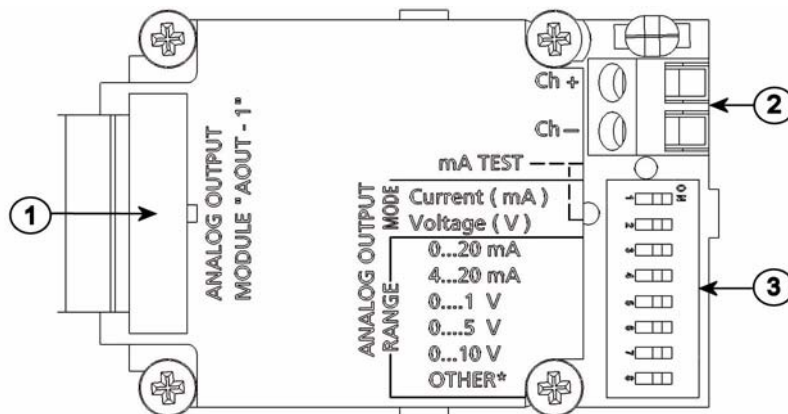 ANALOG OUTPUT
MODULE "AOUT - 1"
1
Ch +
Ch −
2
mA TEST
ANALOG OUTPUT
MODE
Current ( mA )
Voltage ( V )
RANGE
0...20 mA
4...20 mA
0....1 V
0....5 V
0...10 V
OTHER*
ON
1
2
3
4
5
6
7
8
3